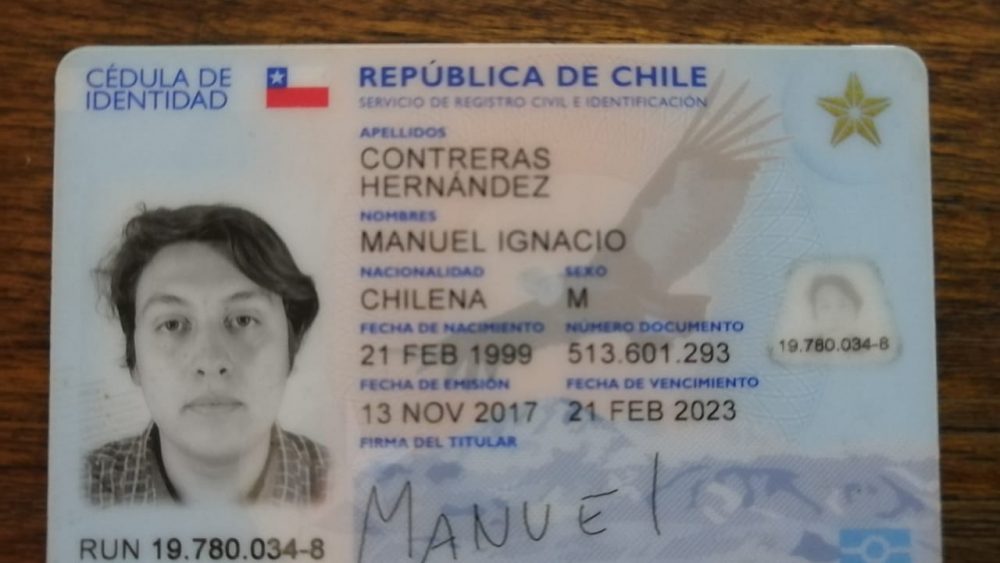 CÉDULA DE
IDENTIDAD
REPÚBLICA DE CHILE
SERVICIO DE REGISTRO CIVIL E IDENTIFICACIÓN
APELLIDOS
CONTRERAS
HERNÁNDEZ
NOMBRES
MANUEL IGNACIO
NACIONALIDAD SEXO
CHILENA M
FECHA DE NACIMIENTO NÚMERO DOCUMENTO
21 FEB 1999 513.601.293
19.780.034-8
FECHA DE EMISIÓN FECHA DE VENCIMIENTO
13 NOV 2017 21 FEB 2023
FIRMA DEL TITULAR
MANUEl
RUN 19.780.034-8